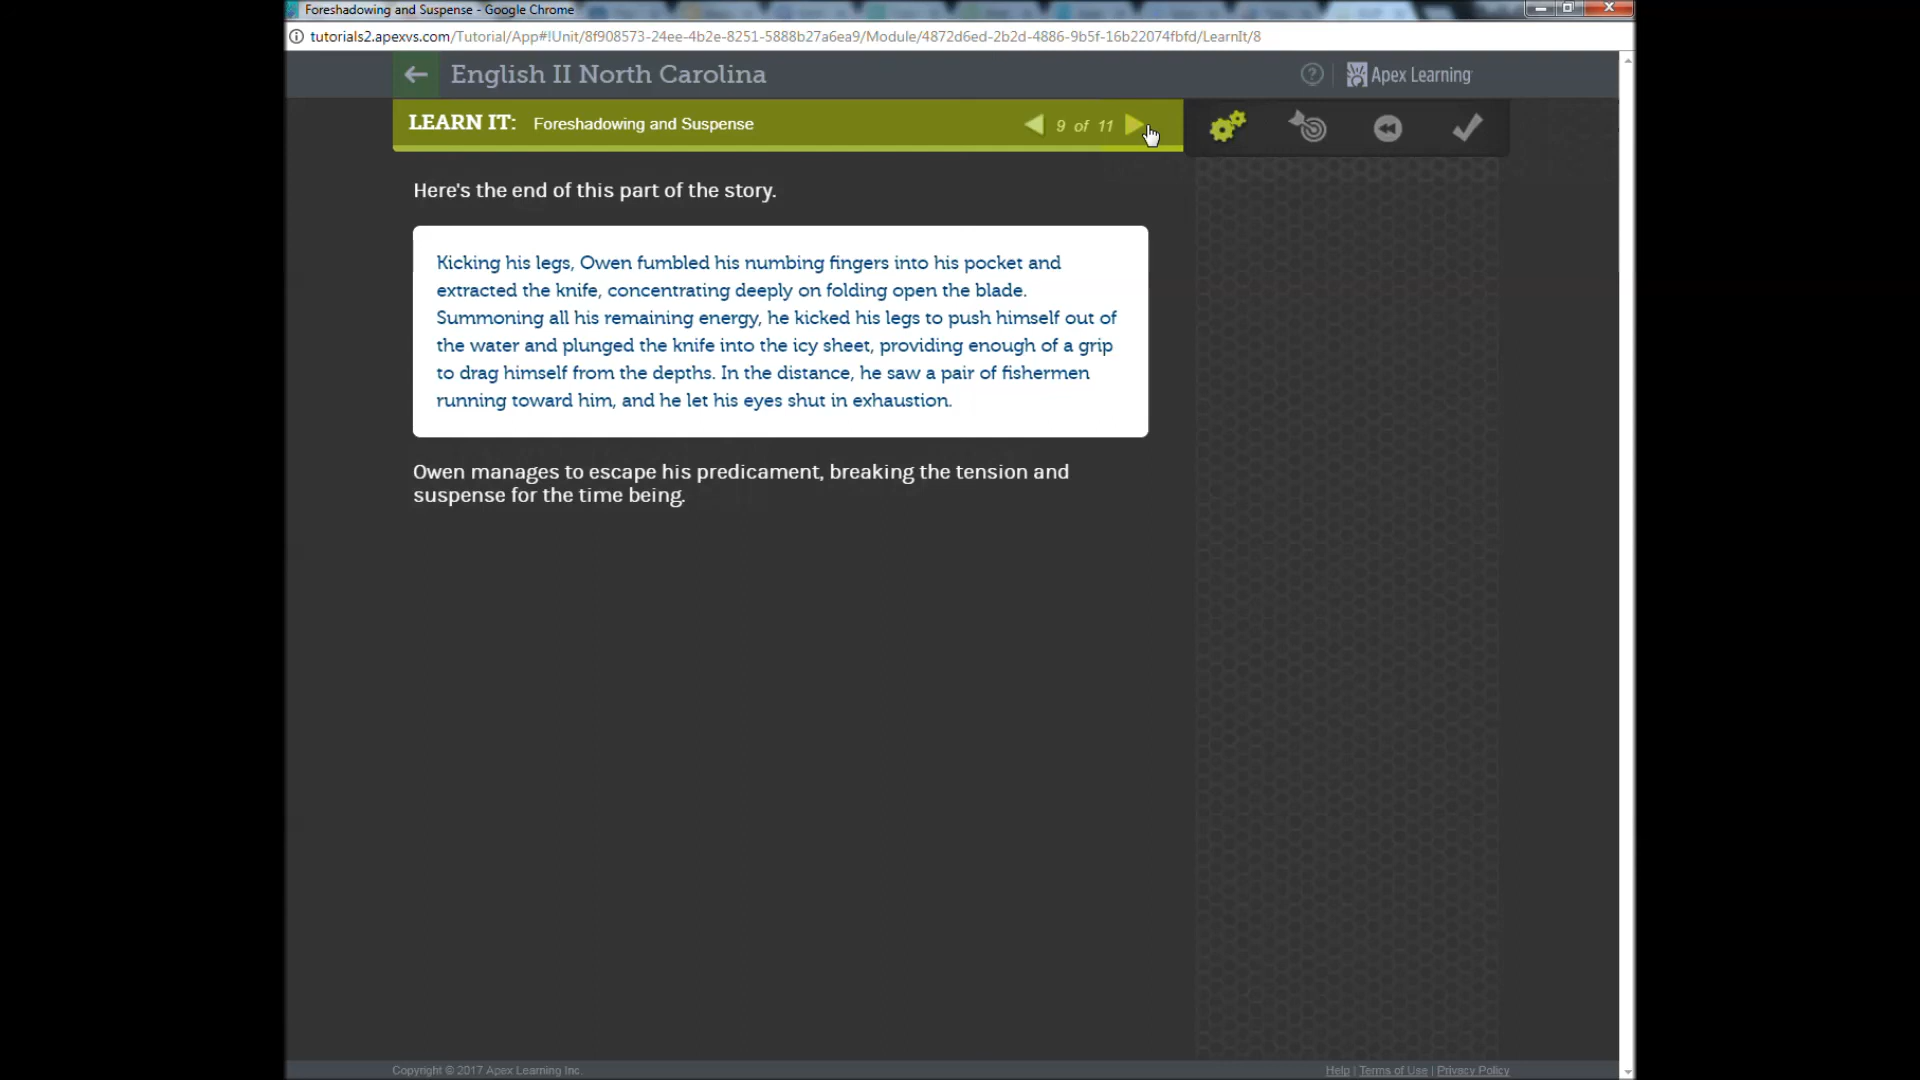 Foreshadowing and Suspense - Google Chrome
tutorials2.apexvs.com/Tutorial/App#!Unit/8f908573-24ee-4b2e-8251-5888b27a6ea9/Module/4872d6ed-2b2d-4886-9b5f-16b22074fbfd/LearnIt/8
English II North Carolina
? Apex Learning
LEARN IT: Foreshadowing and Suspense 9 of 11
Here's the end of this part of the story.
Kicking his legs, Owen fumbled his numbing fingers into his pocket and
extracted the knife, concentrating deeply on folding open the blade.
Summoning all his remaining energy, he kicked his legs to push himself out of
the water and plunged the knife into the icy sheet, providing enough of a grip
to drag himself from the depths. In the distance, he saw a pair of fishermen
running toward him, and he let his eyes shut in exhaustion.
Owen manages to escape his predicament, breaking the tension and
suspense for the time being.
Copyright © 2017 Apex Learning Inc.
Help | Terms of Use | Privacy Policy